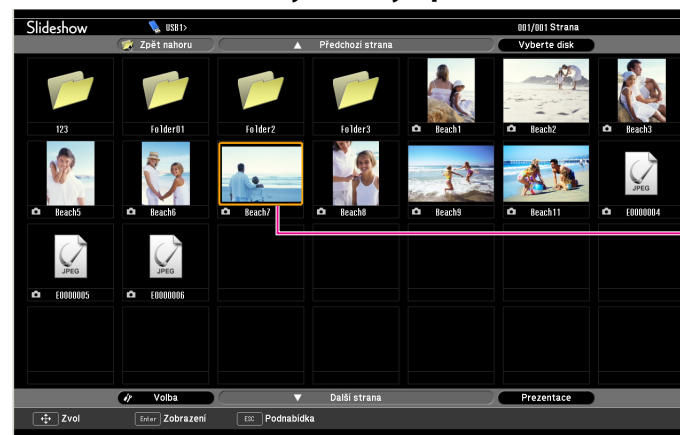 Slideshow USB1> 001/001 Strana
Zpět nahoru Předchozí strana Vyberte disk
123 Folder01 Folder2 Folder3 Beach1 Beach2 Beach3
Beach5 Beach6 Beach7 Beach8 Beach9 Beach11 E0000004
JPEG
JPEG JPEG
E0000005 E0000006
Volba Další strana Prezentace
Zvol Enter Zobrazení ESC Podnabídka